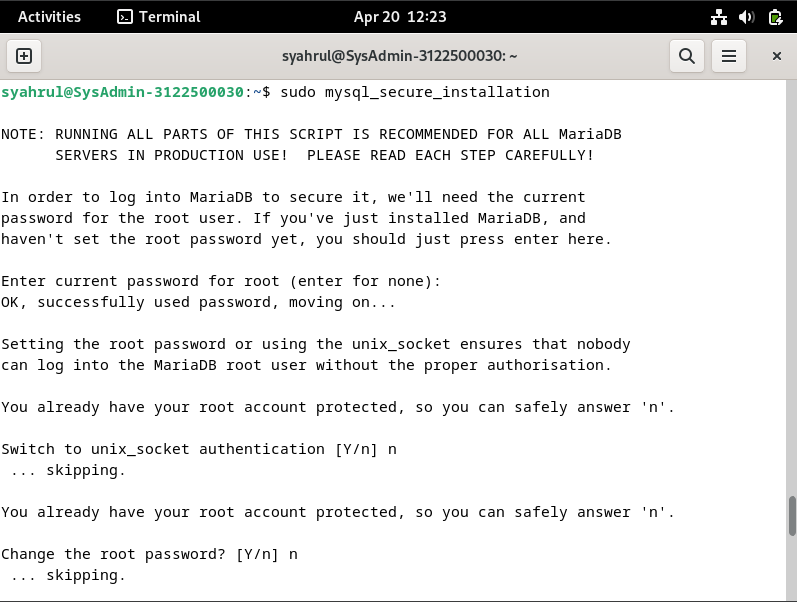 Activities Terminal Apr 20 12:23
syahrul@SysAdmin-3122500030: ~
syahrul@SysAdmin-3122500030:~$ sudo mysql_secure_installation
NOTE: RUNNING ALL PARTS OF THIS SCRIPT IS RECOMMENDED FOR ALL MariaDB
      SERVERS IN PRODUCTION USE!  PLEASE READ EACH STEP CAREFULLY!
In order to log into MariaDB to secure it, we'll need the current
password for the root user. If you've just installed MariaDB, and
haven't set the root password yet, you should just press enter here.
Enter current password for root (enter for none):
OK, successfully used password, moving on...
Setting the root password or using the unix_socket ensures that nobody
can log into the MariaDB root user without the proper authorisation.
You already have your root account protected, so you can safely answer 'n'.
Switch to unix_socket authentication [Y/n] n
 ... skipping.
You already have your root account protected, so you can safely answer 'n'.
Change the root password? [Y/n] n
 ... skipping.